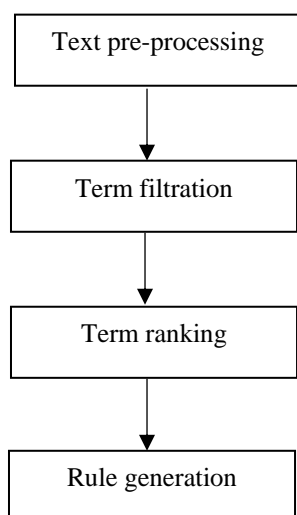 Text pre-processing
Term filtration
Term ranking
Rule generation